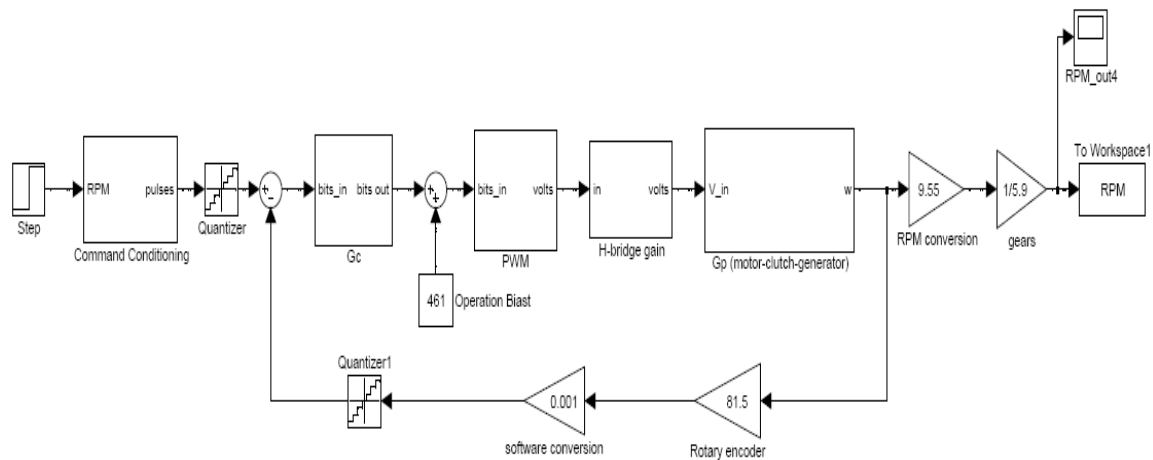 RPM_out4
To Workspace1
Step
RPM
pulses
Command Conditioning
Quantizer
bits_in
bits out
Gc
461
Operation Biast
bits_in
volts
PWM
in
volts
H-bridge gain
V_in
w
Gp (motor-clutch-generator)
9.55
RPM conversion
1/5.9
gears
RPM
Quantizer1
0.001
software conversion
81.5
Rotary encoder